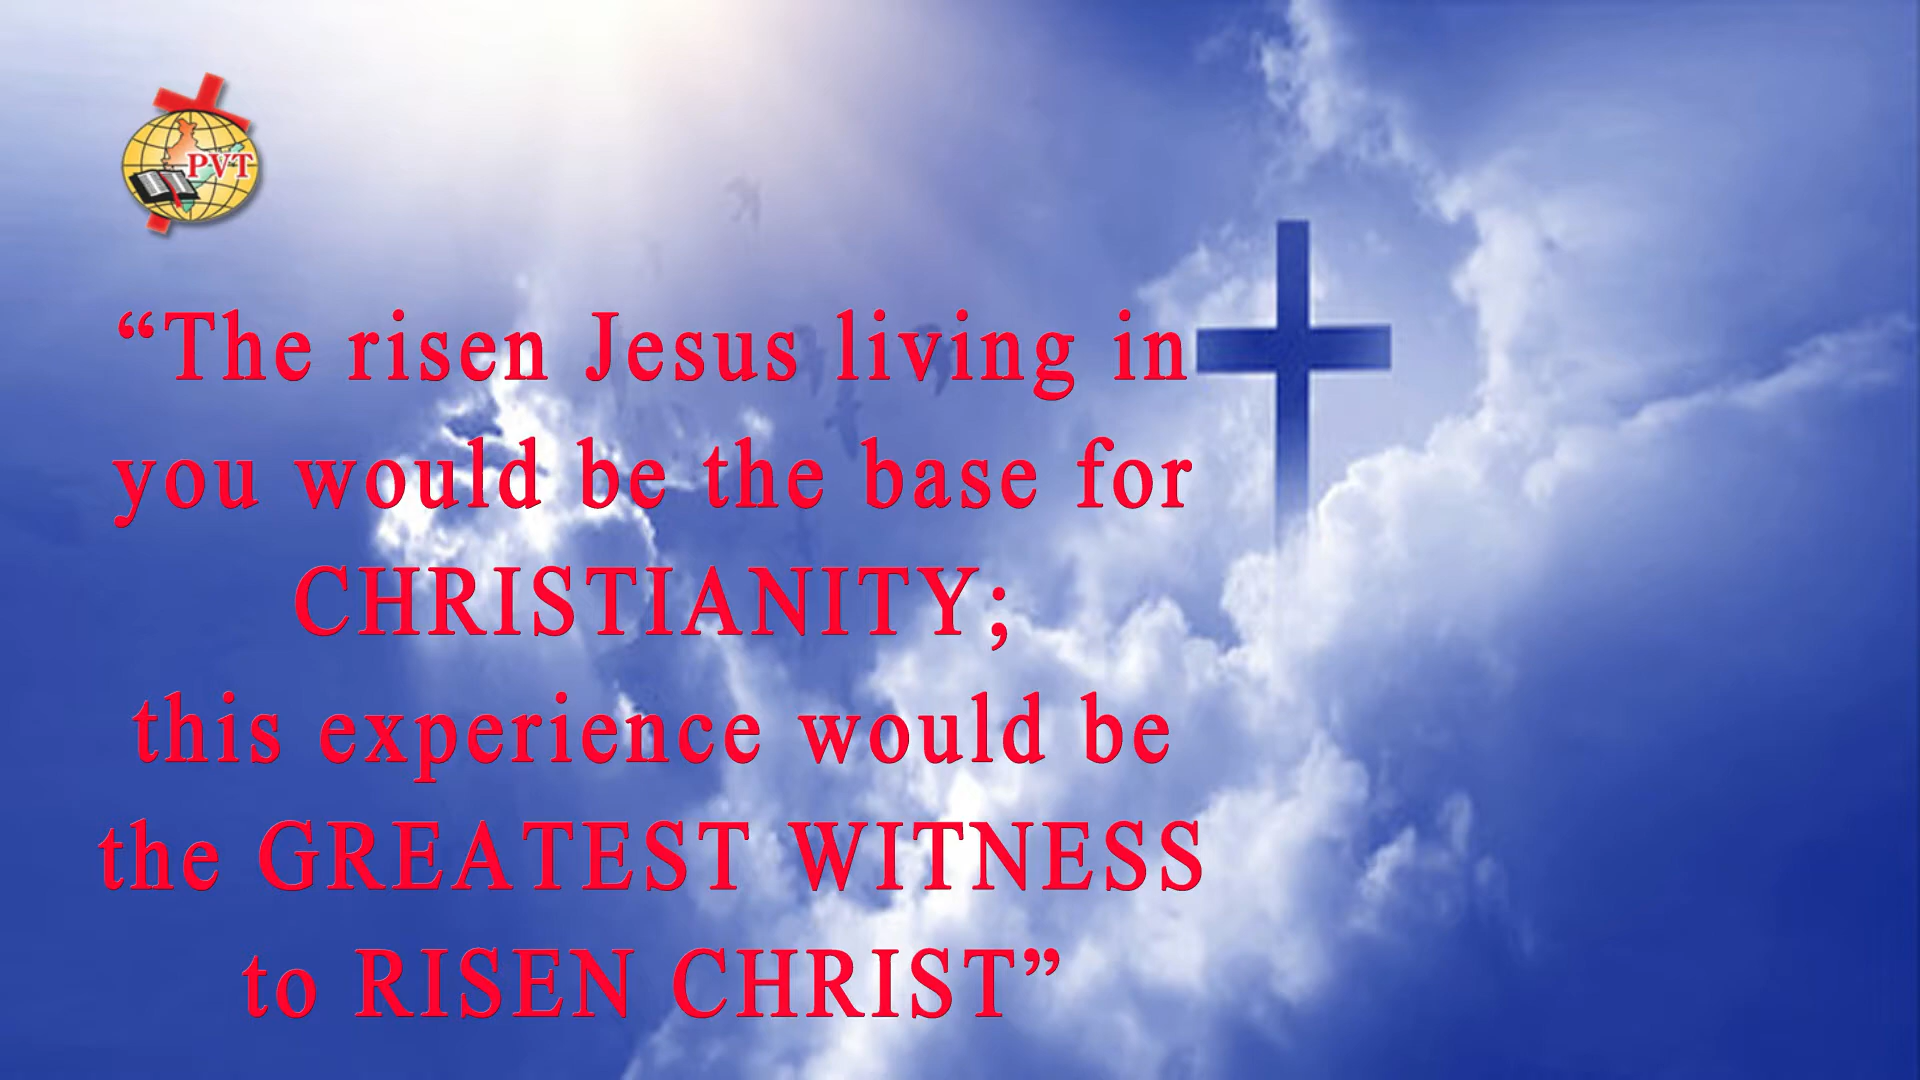 PVT
“The risen Jesus living in
you would be the base for
CHRISTIANITY;
this experience would be
the GREATEST WITNESS
to RISEN CHRIST”